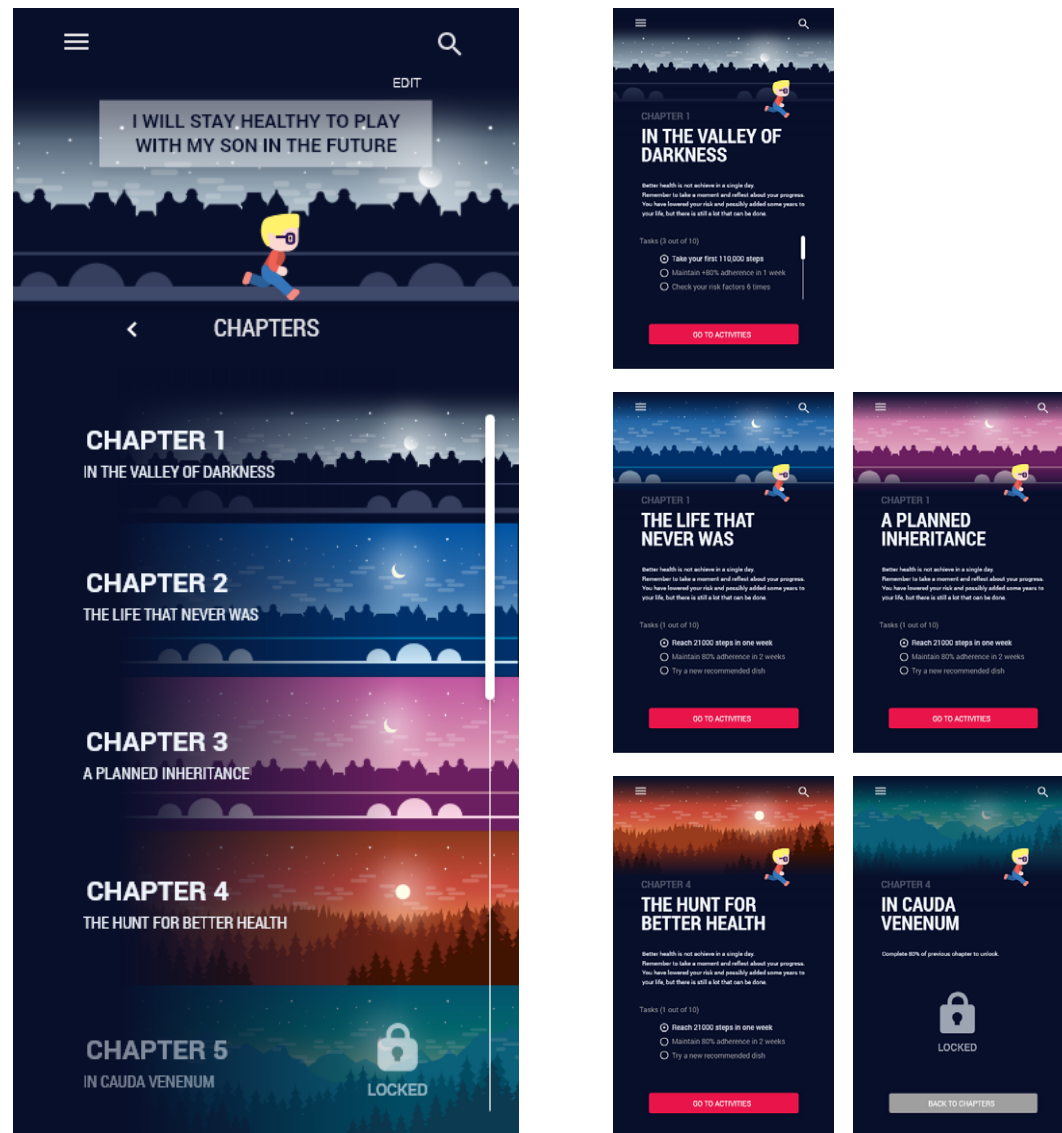 EDIT
I WILL STAY HEALTHY TO PLAY
WITH MY SON IN THE FUTURE
CHAPTERS
CHAPTER 1
IN THE VALLEY OF DARKNESS
CHAPTER 2
THE LIFE THAT NEVER WAS
CHAPTER 3
A PLANNED INHERITANCE
CHAPTER 4
THE HUNT FOR BETTER HEALTH
CHAPTER 5
IN CAUDA VENENUM
LOCKED
CHAPTER 1
IN THE VALLEY OF
DARKNESS
Better health is not achieve in a single day.
Remember to take a moment and reflect about your progress.
You have lowered your risk and possibly added some years to
your life, but there is still a lot that can be done.
Tasks (3 out of 10)
Take your first 110,000 steps
Maintain +80% adherence in 1 week
Check your risk factors 6 times
GO TO ACTIVITIES
CHAPTER 1
THE LIFE THAT
NEVER WAS
Better health is not achieve in a single day.
Remember to take a moment and reflect about your progress.
You have lowered your risk and possibly added some years to
your life, but there is still a lot that can be done.
Tasks (1 out of 10)
Reach 21000 steps in one week
Maintain 80% adherence in 2 weeks
Try a new recommended dish
GO TO ACTIVITIES
CHAPTER 1
A PLANNED
INHERITANCE
Better health is not achieve in a single day.
Remember to take a moment and reflect about your progress.
You have lowered your risk and possibly added some years to
your life, but there is still a lot that can be done.
Tasks (1 out of 10)
Reach 21000 steps in one week
Maintain 80% adherence in 2 weeks
Try a new recommended dish
GO TO ACTIVITIES
CHAPTER 4
THE HUNT FOR
BETTER HEALTH
Better health is not achieve in a single day.
Remember to take a moment and reflect about your progress.
You have lowered your risk and possibly added some years to
your life, but there is still a lot that can be done.
Tasks (1 out of 10)
Reach 21000 steps in one week
Maintain 80% adherence in 2 weeks
Try a new recommended dish
GO TO ACTIVITIES
CHAPTER 4
IN CAUDA
VENENUM
Complete 80% of previous chapter to unlock.
LOCKED
BACK TO CHAPTERS